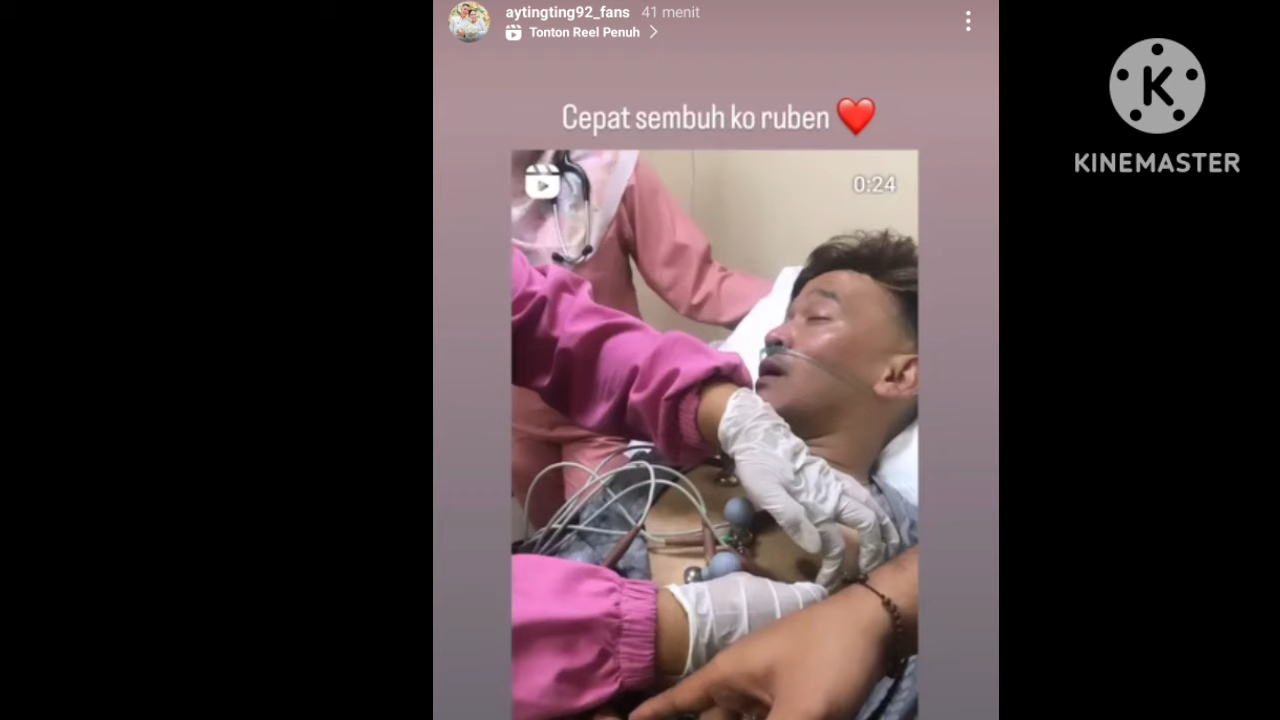 aytingting92_fans 41 menit
Tonton Reel Penuh
Cepat sembuh ko ruben
0:24
K
KINEMASTER